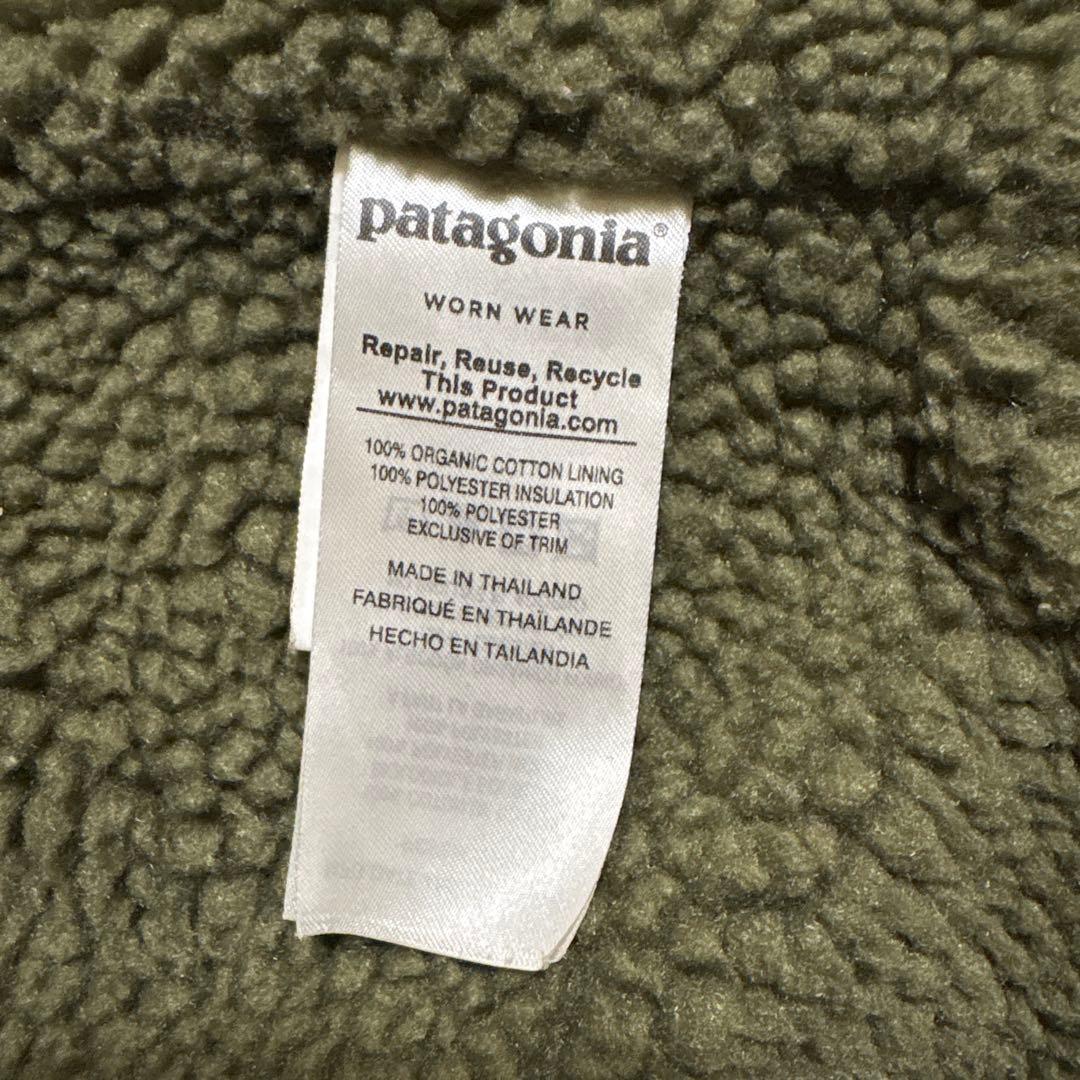 patagonia®
WORN WEAR
Repair, Reuse, Recycle
This Product
www.patagonia.com
100% ORGANIC COTTON LINING
100% POLYESTER INSULATION
100% POLYESTER
EXCLUSIVE OF TRIM
MADE IN THAILAND
FABRIQUÉ EN THAÏLANDE
HECHO EN TAILANDIA